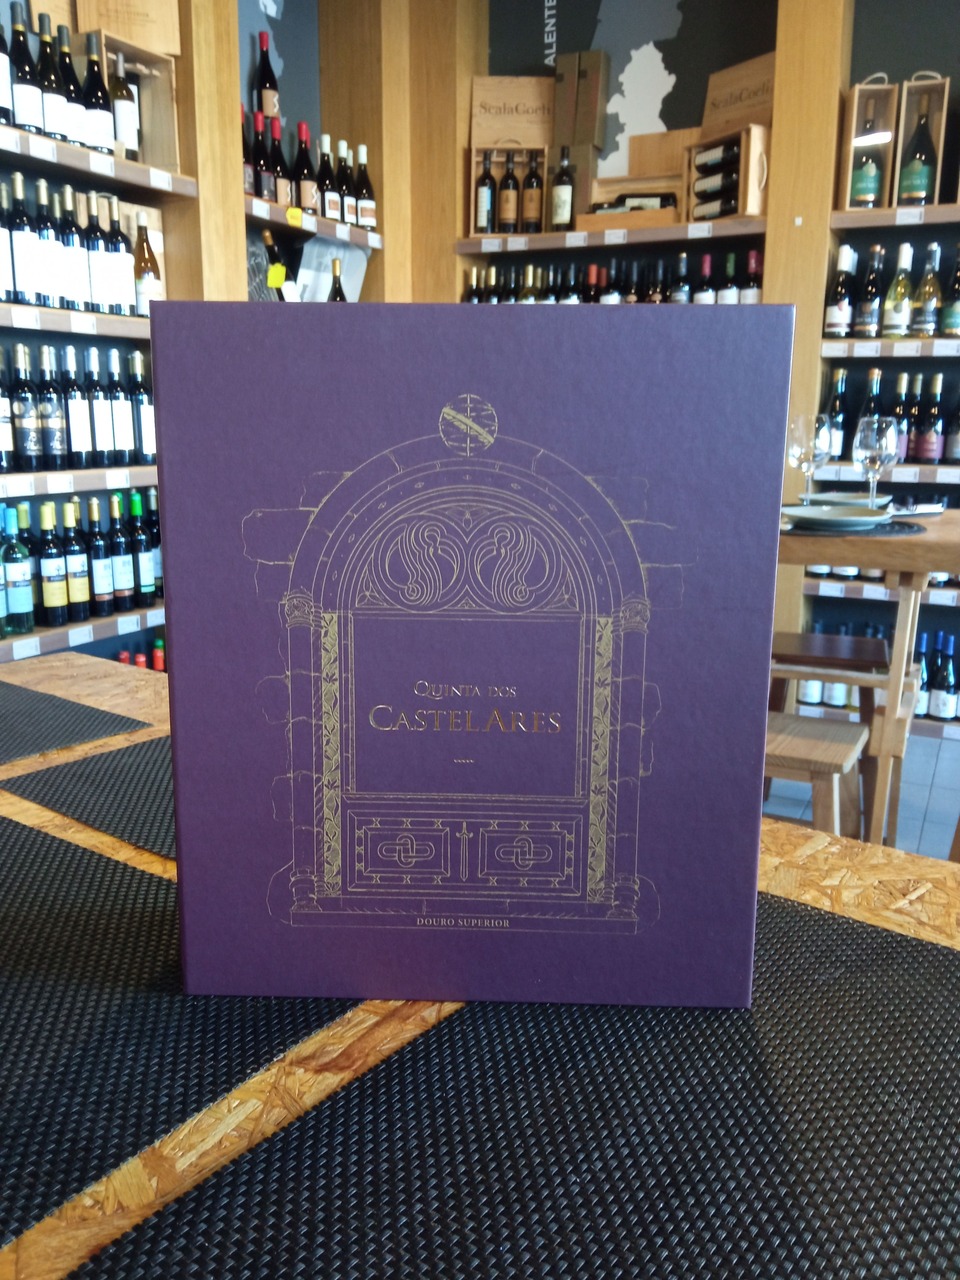 ALENTE
ScalaCoeli
ScalaCoeli
QUINTA DOS
CASTELARES
DOURO SUPERIOR